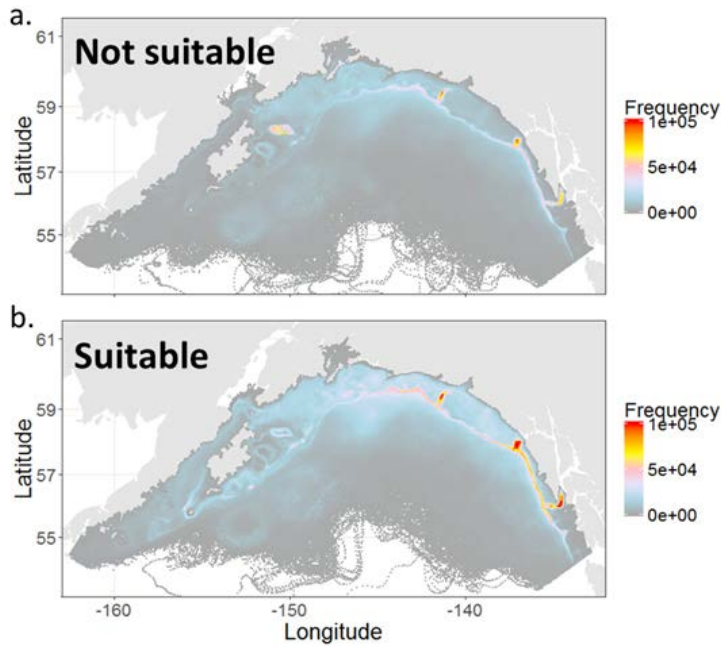 a.
Not suitable
61
59
57
55
Latitude
Frequency
1e+05
5e+04
0e+00
b.
Suitable
61
59
57
55
Latitude
Frequency
1e+05
5e+04
0e+00
-160 -150 -140
Longitude